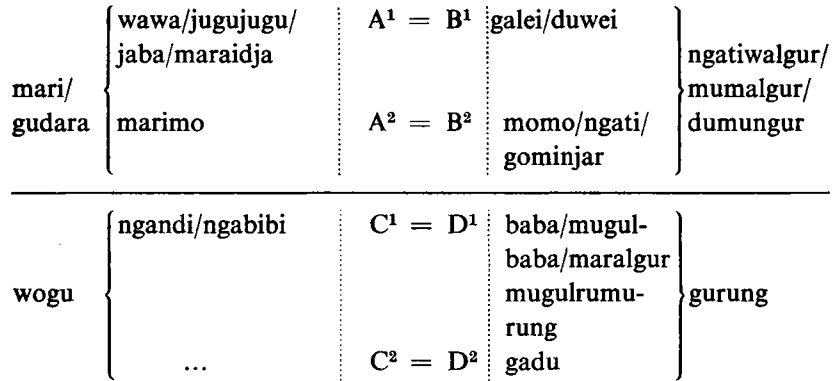 wawa/jugujugu/ A¹ = B¹ galei/duwei
jaba/maraidja ngatiwalgur/
mari/ mumalgur/
gudara marimo A² = B² momo/ngati/ dumungur
gominjar
ngandi/ngabibi C¹ = D¹ baba/mugul-
baba/maralgur
wogu mugulrumu- gurung
rung
... C² = D² gadu